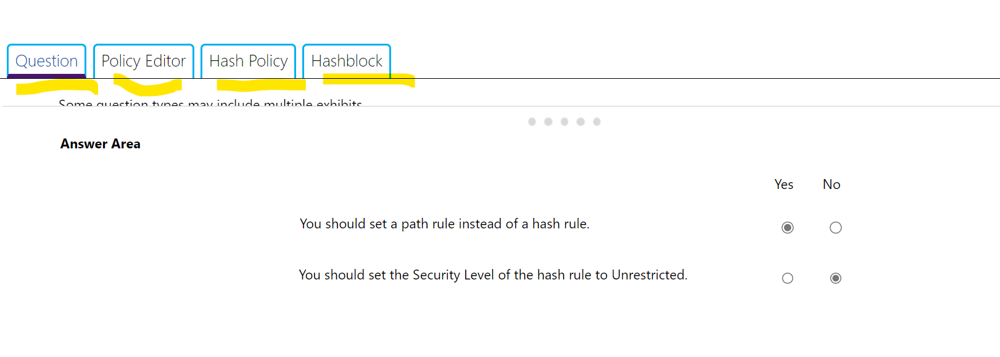 Question Policy Editor Hash Policy Hashblock
Some question types may include multiple exhibits
Answer Area
Yes No
You should set a path rule instead of a hash rule.
You should set the Security Level of the hash rule to Unrestricted.